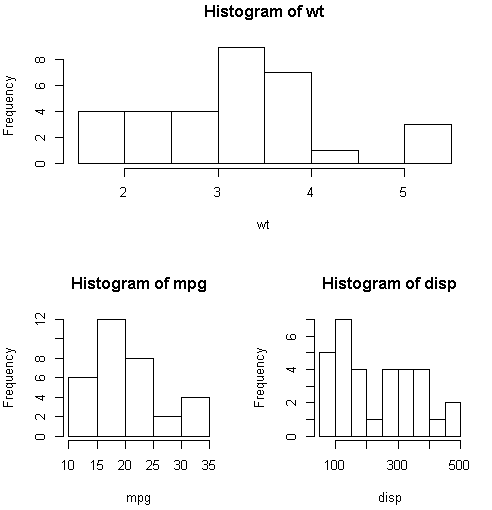 Histogram of wt
Frequency
0 2 4 6 8
2 3 4 5
wt
Histogram of mpg
Frequency
0 2 4 6 8 12
10 15 20 25 30 35
mpg
Histogram of disp
Frequency
0 2 4 6
100 300 500
disp